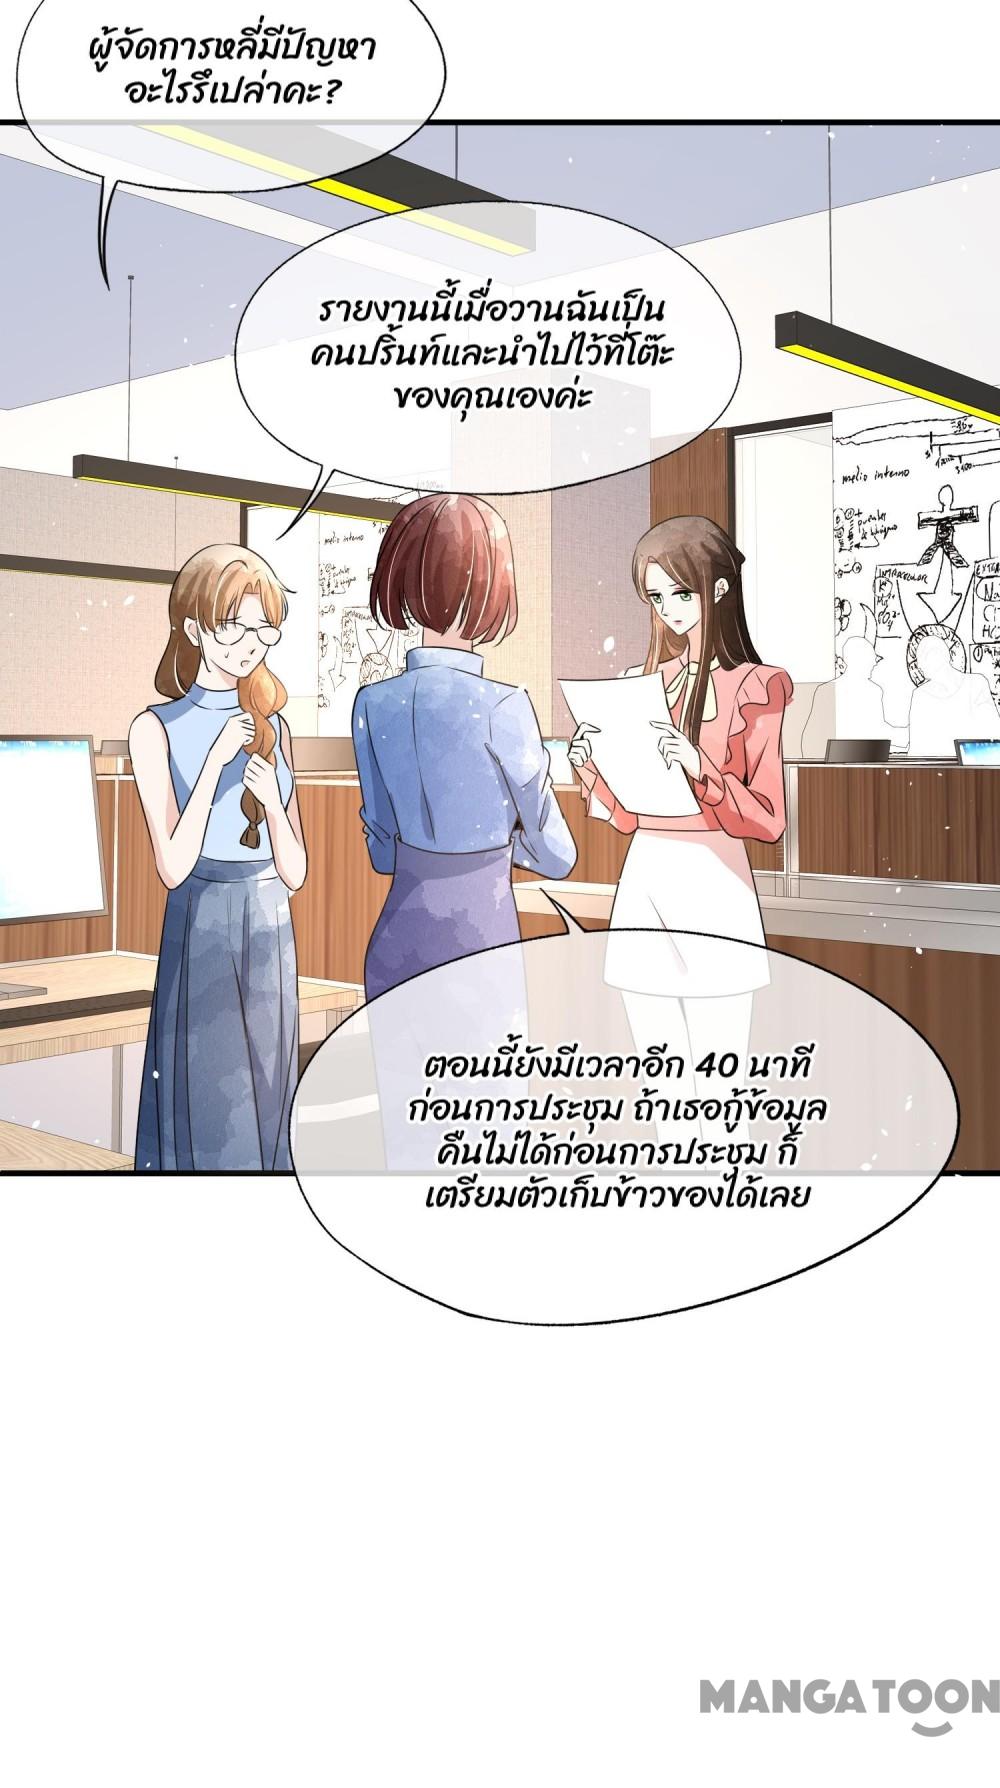 ผู้จัดการหลี่มีปัญหา
อะไรรึเปล่าคะ?
รายงานนี้เมื่อวานฉันเป็น
คนปริ้นท์และนำไปไว้ที่โต๊ะ
ของคุณเองค่ะ
melio interno
melio interno
INTRACELULAR
ตอนนี้ยังมีเวลาอีก 40 นาที
ก่อนการประชุม ถ้าเธอกู้ข้อมูล
คืนไม่ได้ก่อนการประชุม ก็
เตรียมตัวเก็บข้าวของได้เลย
MANGATOON